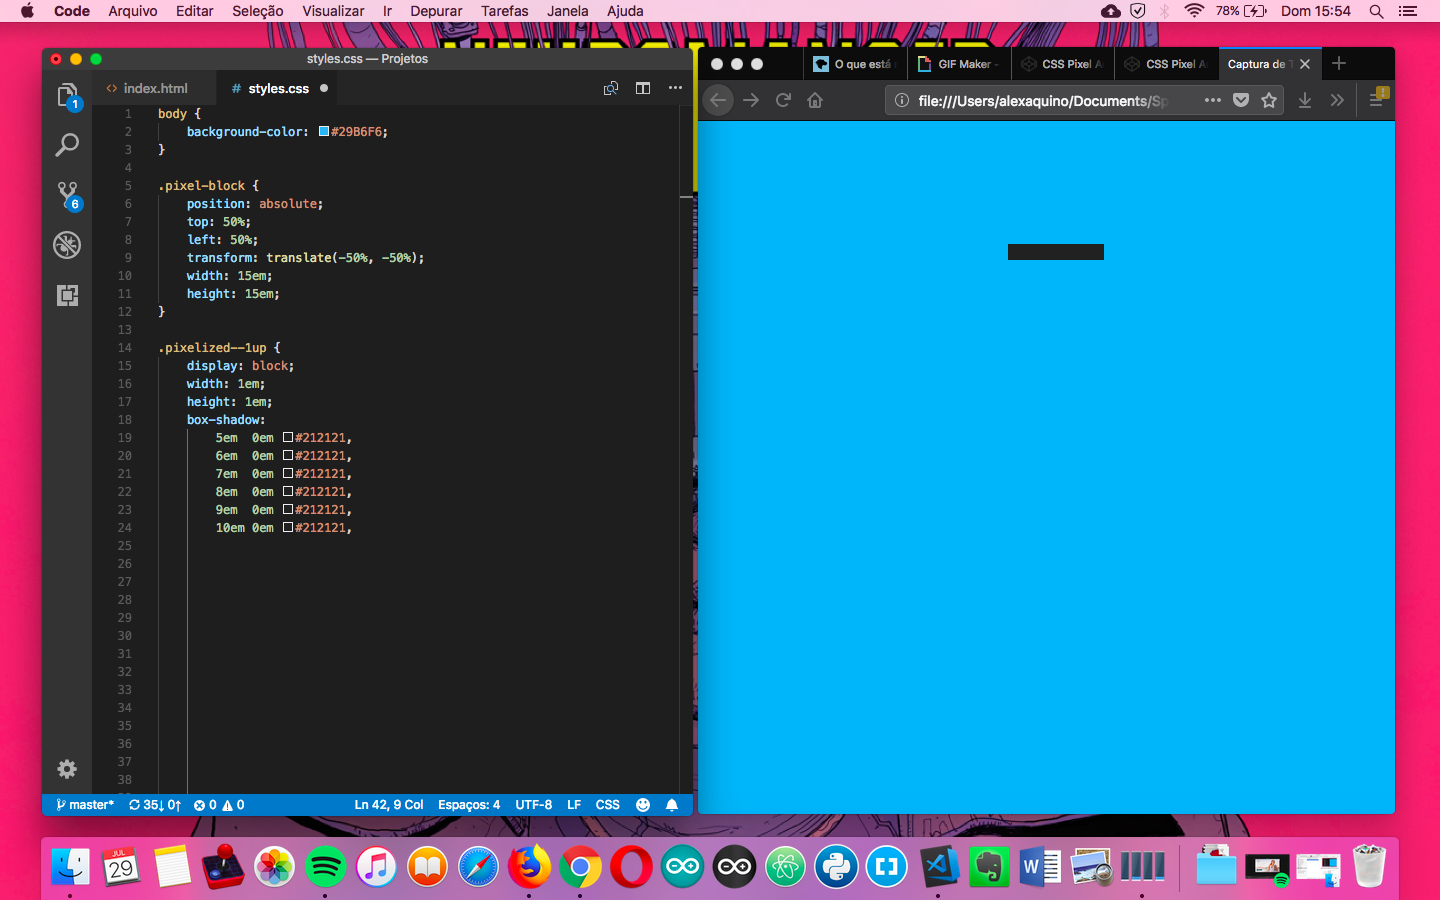 Code Arquivo Editar Seleção Visualizar Ir Depurar Tarefas Janela Ajuda 78% Dom 15:54
styles.css — Projetos
index.html # styles.css
1 body {
2 background-color: #29B6F6;
3 }
4
5 .pixel-block {
6 position: absolute;
7 top: 50%;
8 left: 50%;
9 transform: translate(-50%, -50%);
10 width: 15em;
11 height: 15em;
12 }
13
14 .pixelized--1up {
15 display: block;
16 width: 1em;
17 height: 1em;
18 box-shadow:
19 5em 0em #212121,
20 6em 0em #212121,
21 7em 0em #212121,
22 8em 0em #212121,
23 9em 0em #212121,
24 10em 0em #212121,
25
26
27
28
29
30
31
32
33
34
35
36
37
38
1
6
master* 35↓ 0↑ 0 0 Ln 42, 9 Col Espaços: 4 UTF-8 LF CSS
O que está GIF Maker - CSS Pixel A CSS Pixel A Captura de T
file:///Users/alexaquino/Documents/Sp
JUL
29